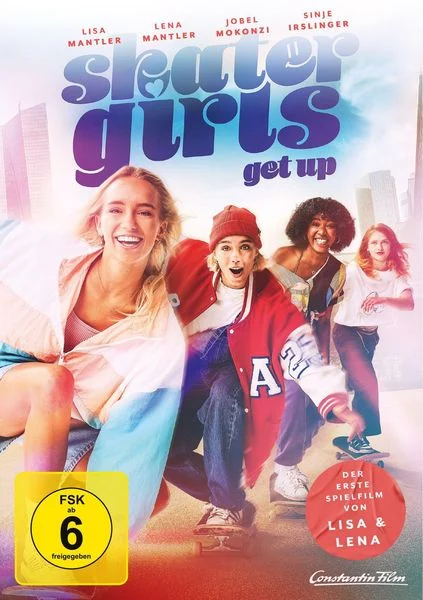 LISA MANTLER
LENA MANTLER
JOBEL MOKONZI
SINJE IRSLINGER
skater
girls
get up
A
25
FSK
ab
6
freigegeben
DER
ERSTE
SPIELFILM
VON
LISA &
LENA
Constantin Film